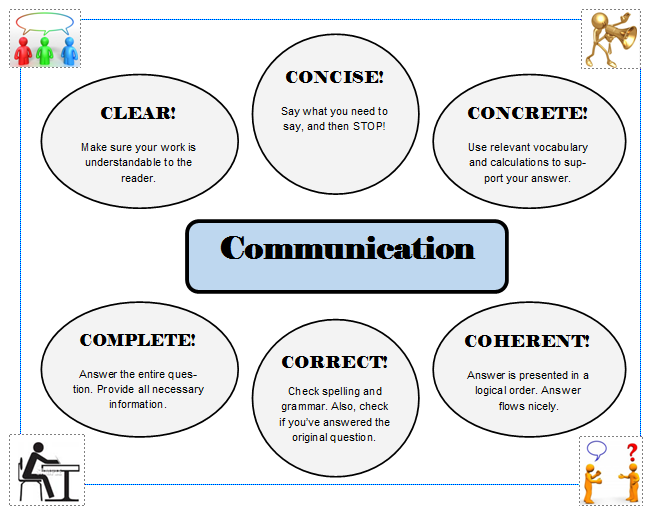 CLEAR!
Make sure your work is
understandable to the
reader.
CONCISE!
Say what you need to
say, and then STOP!
CONCRETE!
Use relevant vocabulary
and calculations to sup-
port your answer.
Communication
COMPLETE!
Answer the entire ques-
tion. Provide all necessary
information.
CORRECT!
Check spelling and
grammar. Also, check
if you've answered the
original question.
COHERENT!
Answer is presented in a
logical order. Answer
flows nicely.
?